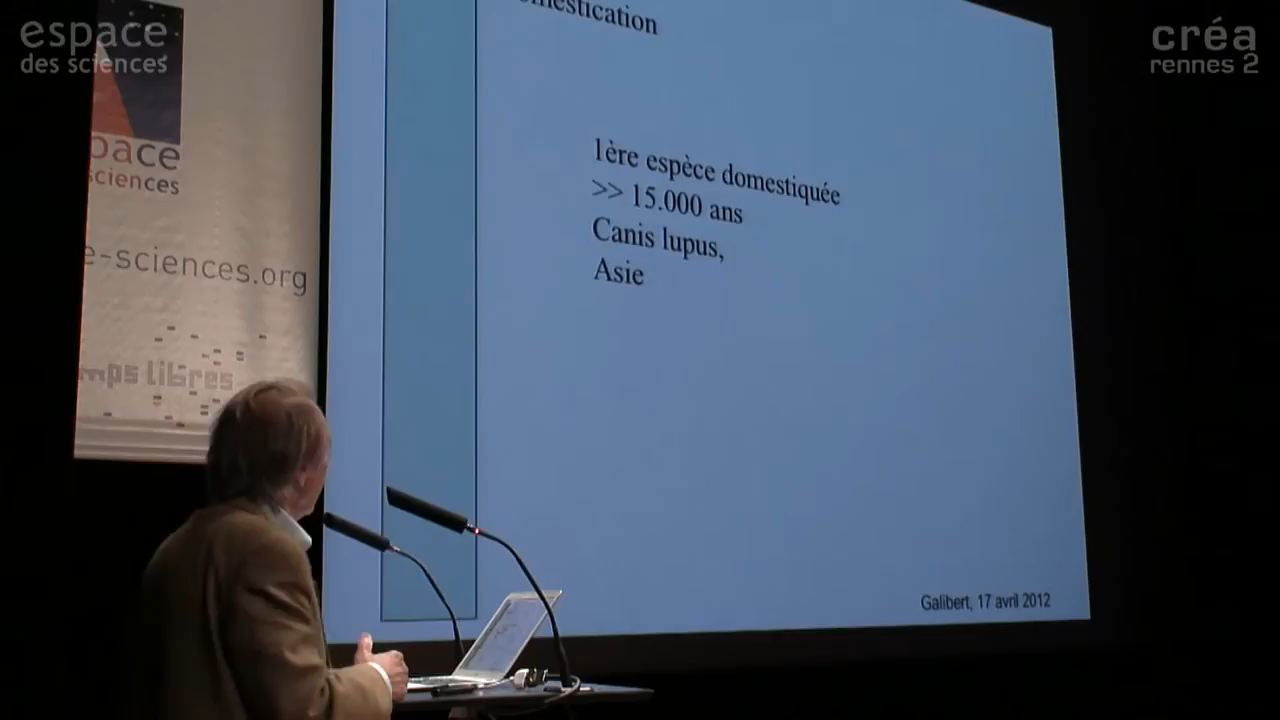 espace
des sciences
créa
rennes 2
omestication
pace
sciences
e-sciences.org
mps libres
1ère espèce domestiquée
>> 15.000 ans
Canis lupus,
Asie
Galibert, 17 avril 2012